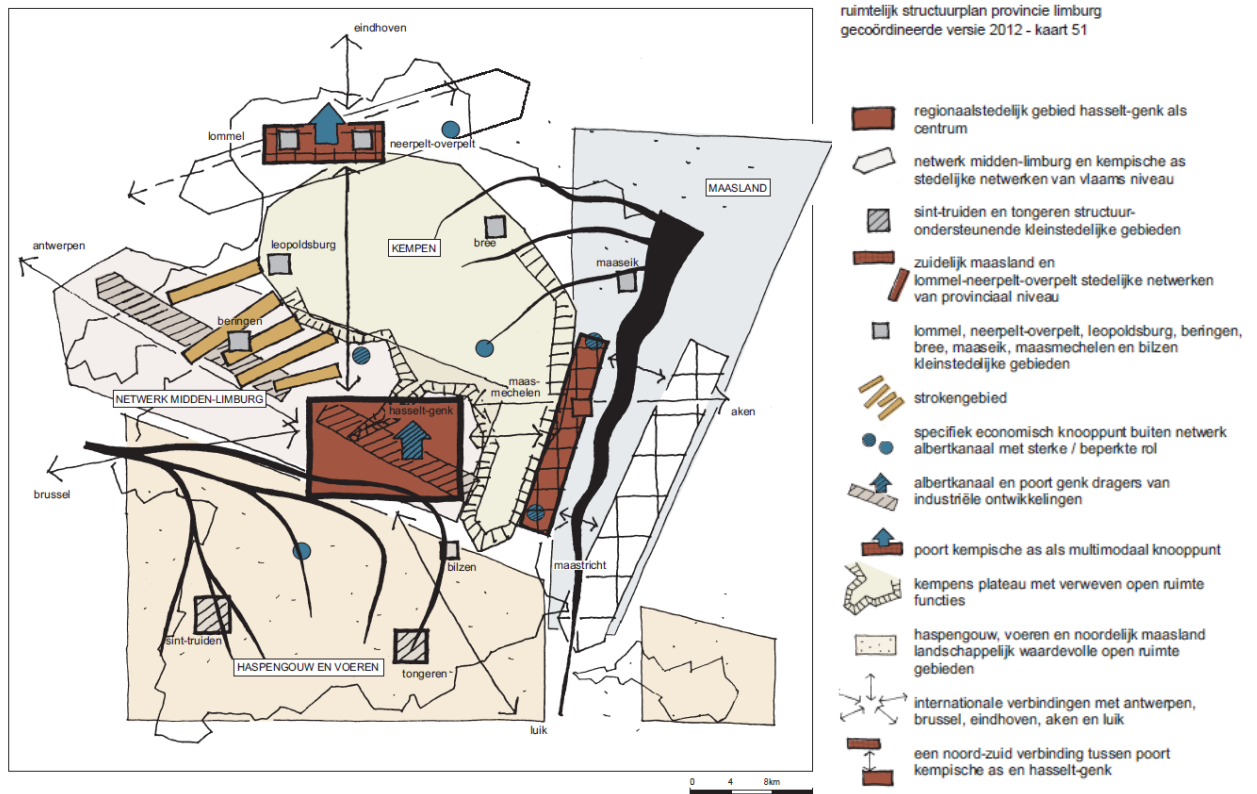 ruimtelijk structuurplan provincie limburg
gecoördineerde versie 2012 - kaart 51
eindhoven
lommel
neerpelt-overpelt
MAASLAND
antwerpen
leopoldsburg
KEMPEN
bree
maaseik
beringen
NETWERK MIDDEN-LIMBURG
maas-
mechelen
hasselt-genk
aken
brussel
bilzen
maastricht
sint-truiden
HASPENGOUW EN VOEREN
tongeren
luik
0 4 8km
regionaalstedelijk gebied hasselt-genk als
centrum
netwerk midden-limburg en kempische as
stedelijke netwerken van vlaams niveau
sint-truiden en tongeren structuur-
ondersteunende kleinstedelijke gebieden
zuidelijk maasland en
lommel-neerpelt-overpelt stedelijke netwerken
van provinciaal niveau
lommel, neerpelt-overpelt, leopoldsburg, beringen,
bree, maaseik, maasmechelen en bilzen
kleinstedelijke gebieden
strokengebied
specifiek economisch knooppunt buiten netwerk
albertkanaal met sterke / beperkte rol
albertkanaal en poort genk dragers van
industriële ontwikkelingen
poort kempische as als multimodaal knooppunt
kempens plateau met verweven open ruimte
functies
haspengouw, voeren en noordelijk maasland
landschappelijk waardevolle open ruimte
gebieden
internationale verbindingen met antwerpen,
brussel, eindhoven, aken en luik
een noord-zuid verbinding tussen poort
kempische as en hasselt-genk